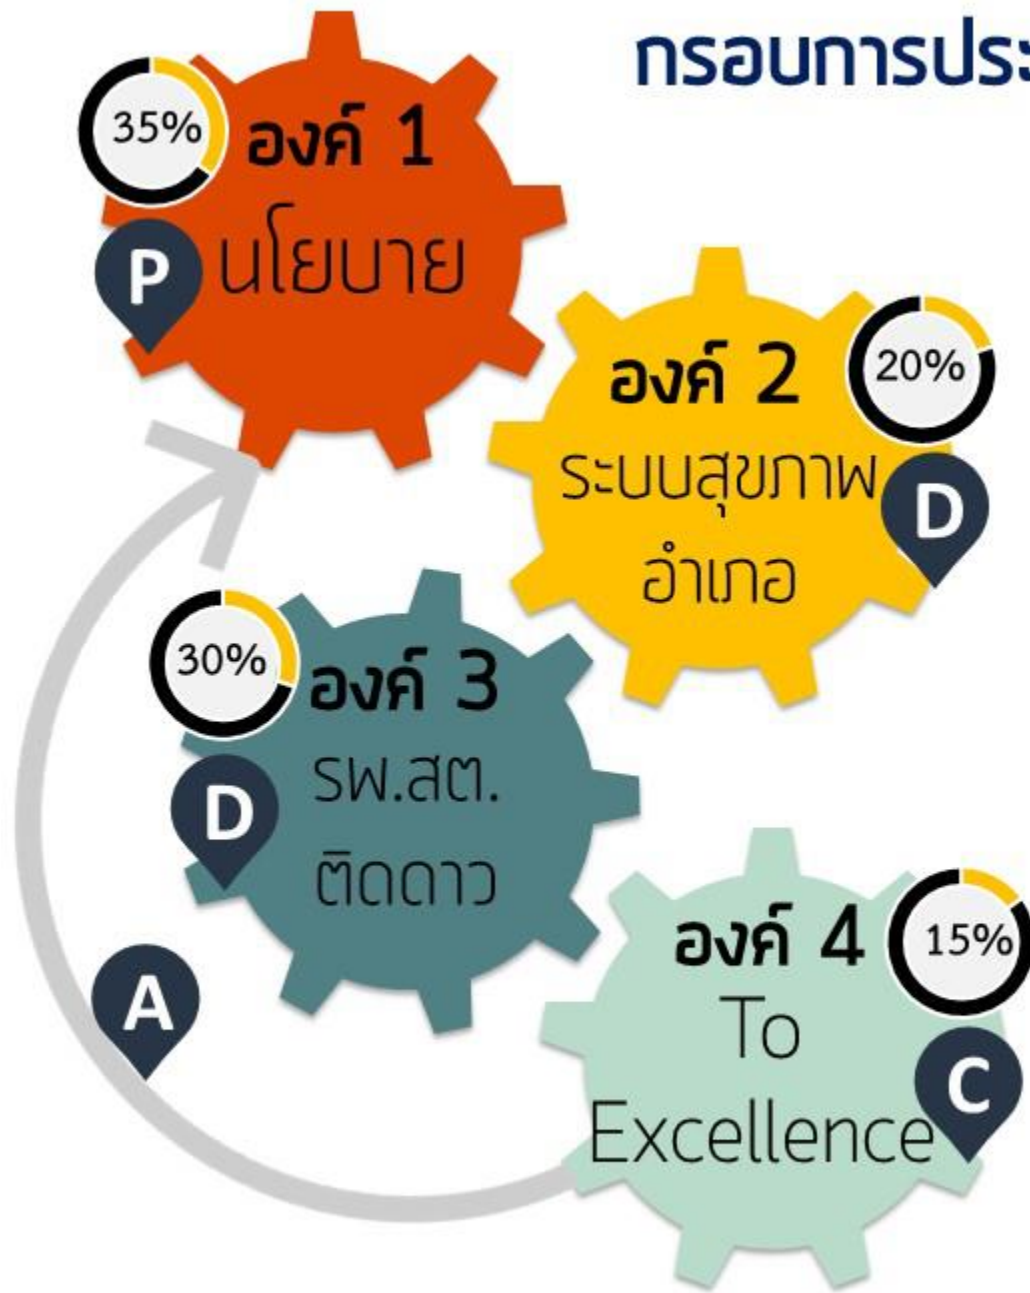 กรอบการประ
35%
องค์ 1
P
นโยบาย
องค์ 2
20%
ระบบสุขภาพ
D
อำเภอ
30%
องค์ 3
รพ.สต.
D
ติดดาว
องค์ 4
15%
A
To
C
Excellence